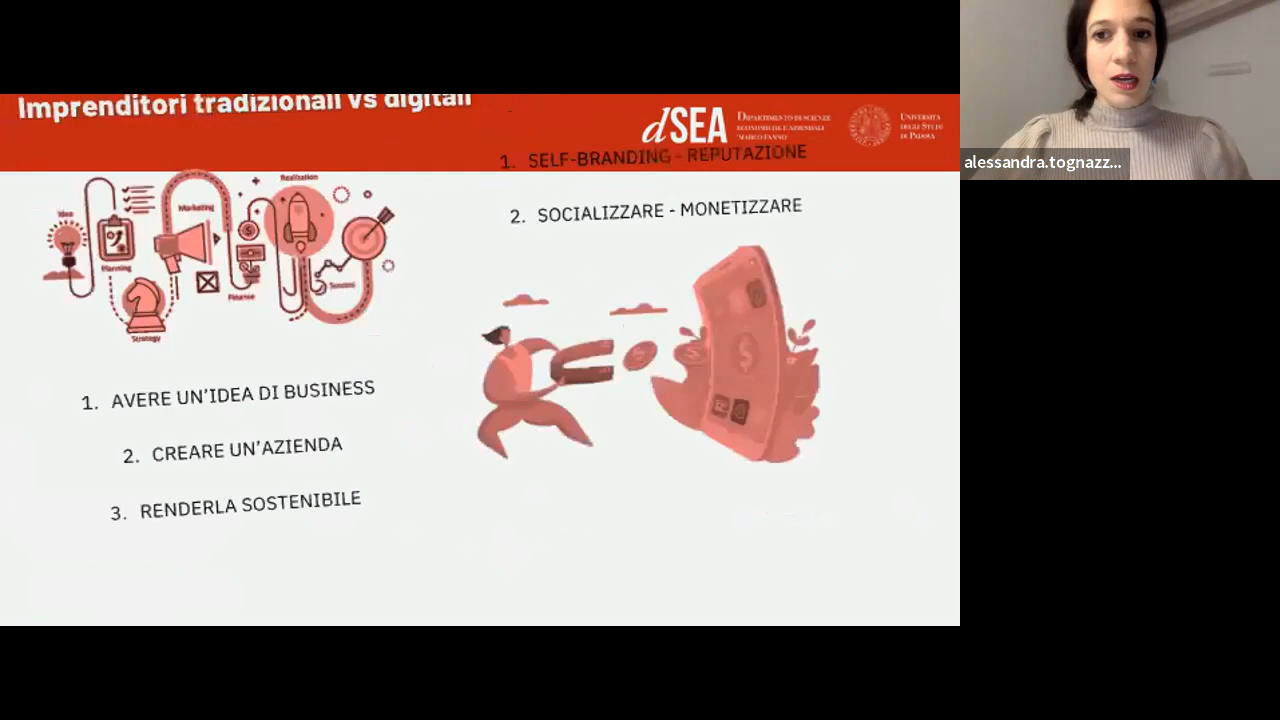 Imprenditori tradizionali vs digitali
dSEA
DIPARTIMENTO DI SCIENZE
ECONOMICHE E AZIENDALI
'MARCO FANNO'
UNIVERSITÀ
DEGLI STUDI
DI PADOVA
alessandra.tognazz...
1. SELF-BRANDING - REPUTAZIONE
2. SOCIALIZZARE - MONETIZZARE
Idea
Planning
Strategy
Marketing
Finance
Realization
Success
1. AVERE UN'IDEA DI BUSINESS
2. CREARE UN'AZIENDA
3. RENDERLA SOSTENIBILE